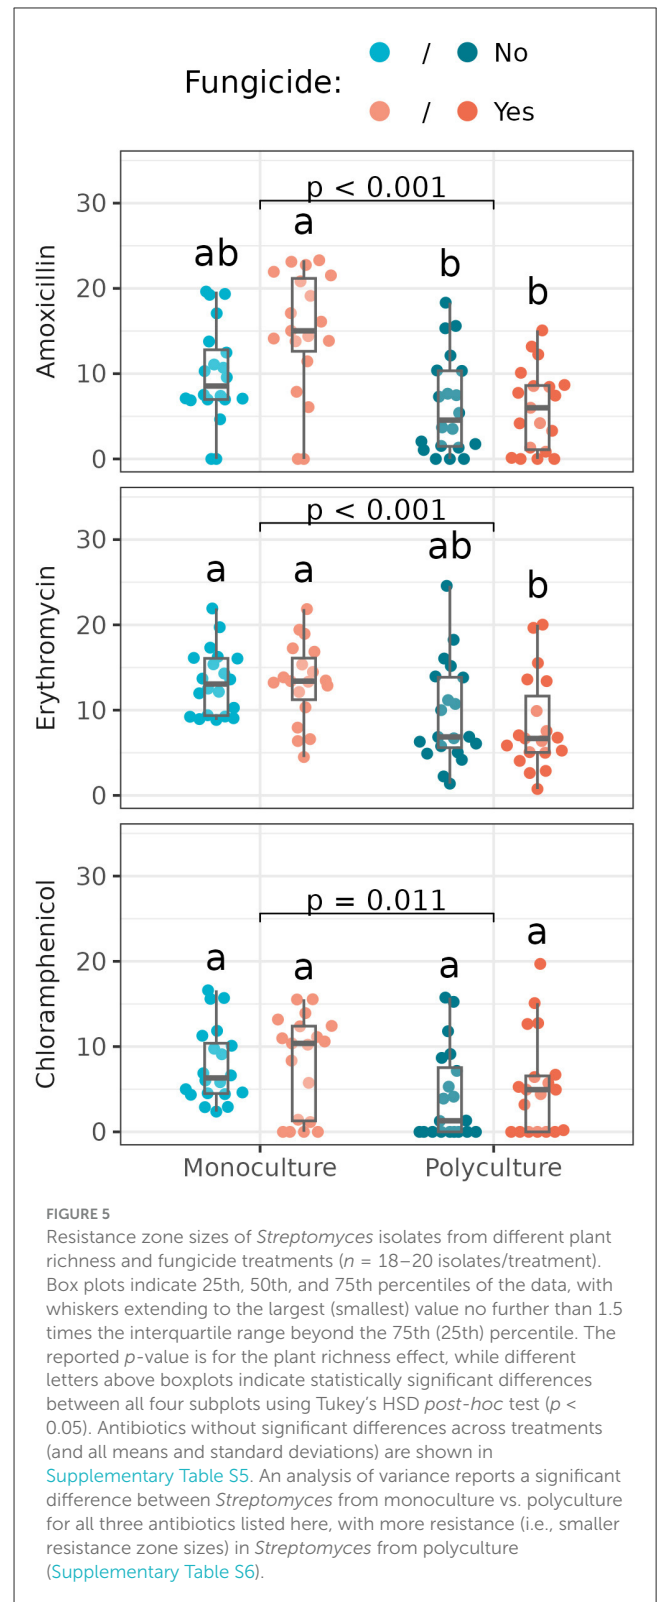 Fungicide:
/ No
/ Yes
Amoxicillin
30
20
10
0
p < 0.001
ab
a
b
b
Erythromycin
30
20
10
0
p < 0.001
a
a
ab
b
Chloramphenicol
30
20
10
0
p = 0.011
a
a
a
a
Monoculture
Polyculture
FIGURE 5
Resistance zone sizes of Streptomyces isolates from different plant
richness and fungicide treatments (n = 18–20 isolates/treatment).
Box plots indicate 25th, 50th, and 75th percentiles of the data, with
whiskers extending to the largest (smallest) value no further than 1.5
times the interquartile range beyond the 75th (25th) percentile. The
reported p-value is for the plant richness effect, while different
letters above boxplots indicate statistically significant differences
between all four subplots using Tukey's HSD post-hoc test (p <
0.05). Antibiotics without significant differences across treatments
(and all means and standard deviations) are shown in
Supplementary Table S5. An analysis of variance reports a significant
difference between Streptomyces from monoculture vs. polyculture
for all three antibiotics listed here, with more resistance (i.e., smaller
resistance zone sizes) in Streptomyces from polyculture
(Supplementary Table S6).